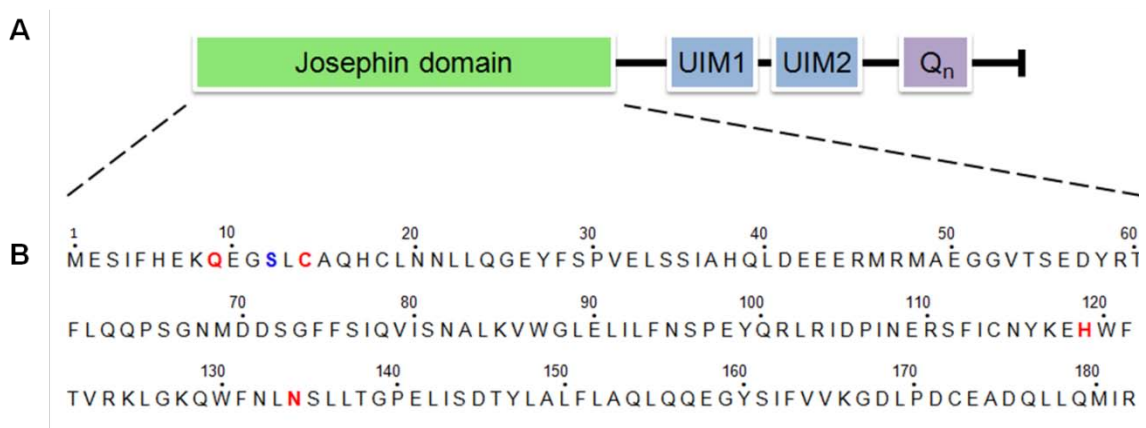 A
Josephin domain UIM1 UIM2 Qn
1 10 20 30 40 50 60
B
MESIFHEKQEGSLCAQHCLNNLLQGEYFSPVELSSIAHQLDEEERMRMAEGGVTSEDYRT
70 80 90 100 110 120
FLQQPSGNMDDSGFFSIQVISNALKVWGLELILFNSPEYQRLRIDPINERSFICNYKEHWF
130 140 150 160 170 180
TVRKLGKQWFNLNSLLTGPELISDTYLALFLAQLQQEGYSIFVVKGDLPDCEADQLLQMIR